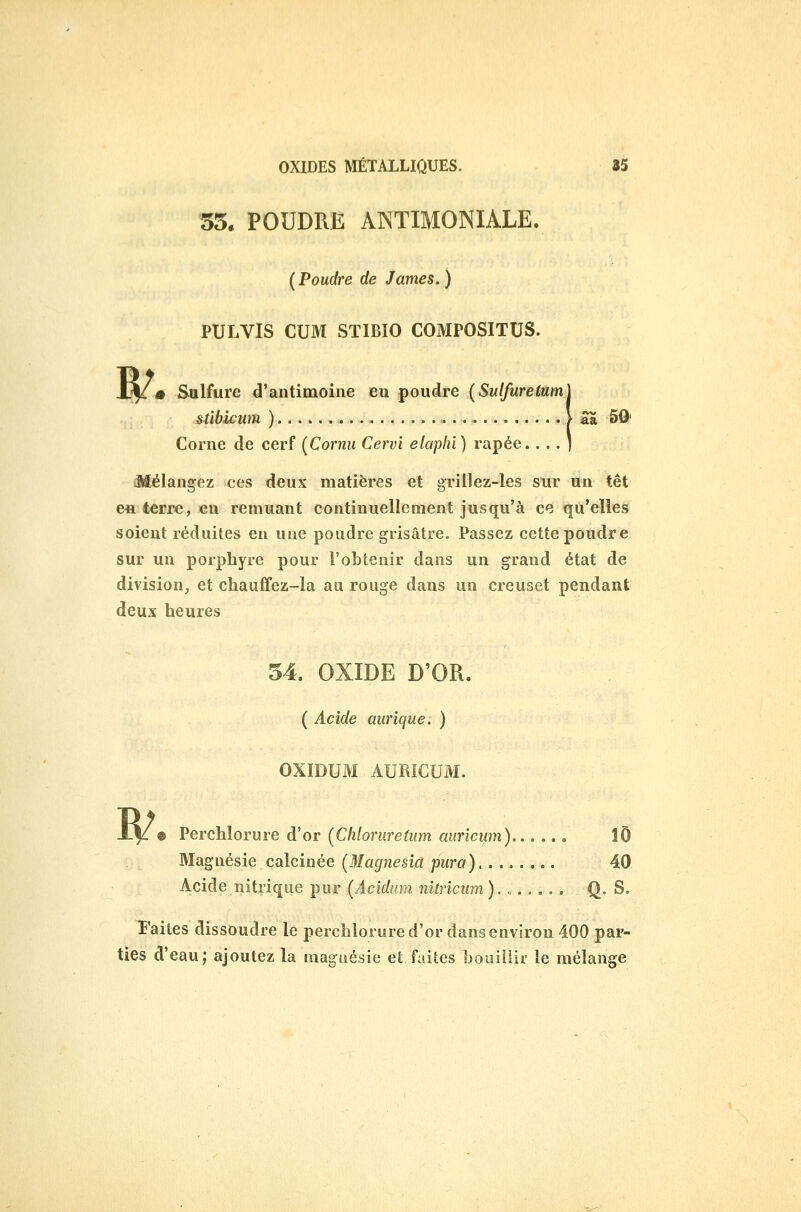 OXIDES MÉTALLIQUES. 35
33. POUDRE ANTIMONIALE.
(Poudre de James.)
PULVIS CUM STIBIO COMPOSITUS.
℞. Sulfure d'antimoine en poudre (Sulfuretum
stibicum)............................ } āā 50
Corne de cerf (Cornu Cervi elaphi) rapée....
Mélangez ces deux matières et grillez-les sur un têt
en terre, en remuant continuellement jusqu'à ce qu'elles
soient réduites en une poudre grisâtre. Passez cette poudre
sur un porphyre pour l'obtenir dans un grand état de
division, et chauffez-la au rouge dans un creuset pendant
deux heures
34. OXIDE D'OR.
(Acide aurique.)
OXIDUM AURICUM.
℞. Perchlorure d'or (Chloruretum auricum)...... 10
Magnésie calcinée (Magnesia pura)......... 40
Acide nitrique pur (Acidum nitricum)........ Q. S.
Faites dissoudre le perchlorure d'or dans environ 400 par-
ties d'eau; ajoutez la magnésie et faites bouillir le mélange